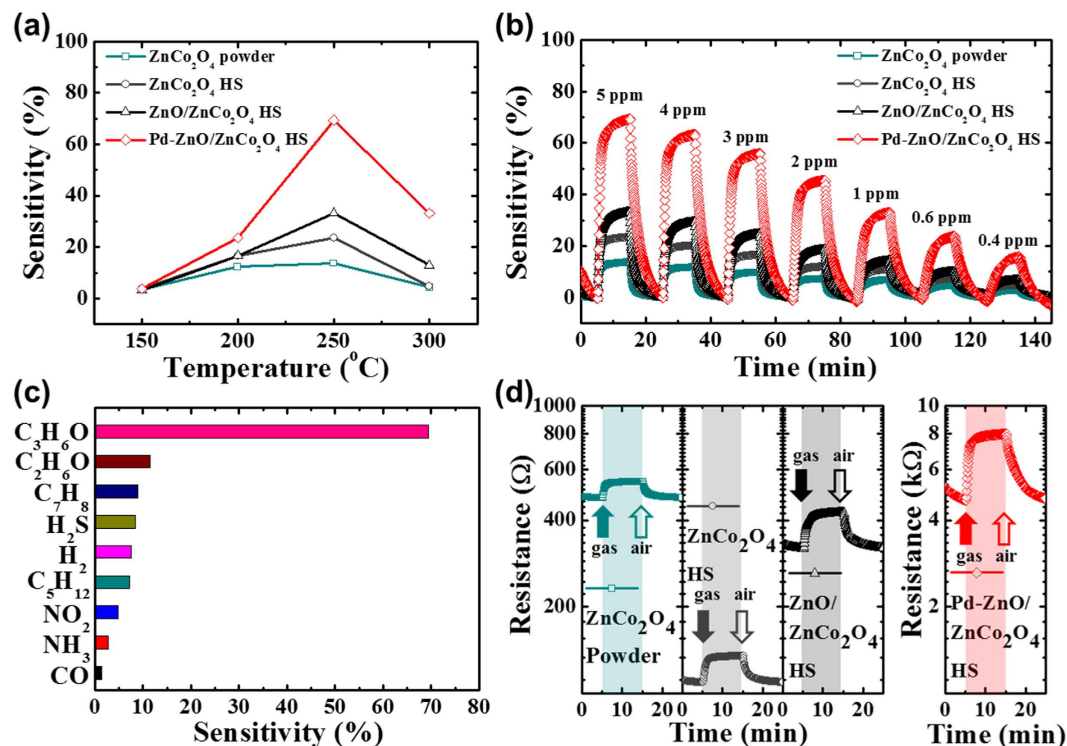 (a)
100
80
60
40
20
0
Sensitivity (%)
ZnCo₂O₄ powder
ZnCo₂O₄ HS
ZnO/ZnCo₂O₄ HS
Pd-ZnO/ZnCo₂O₄ HS
150 200 250 300
Temperature (°C)
(b)
100
80
60
40
20
0
Sensitivity (%)
ZnCo₂O₄ powder
ZnCo₂O₄ HS
ZnO/ZnCo₂O₄ HS
Pd-ZnO/ZnCo₂O₄ HS
5 ppm
4 ppm
3 ppm
2 ppm
1 ppm
0.6 ppm
0.4 ppm
0 20 40 60 80 100 120 140
Time (min)
(c)
C₃H₆O
C₂H₆O
C₇H₈
H₂S
H₂
C₅H₁₂
NO₂
NH₃
CO
0 10 20 30 40 50 60 70 80
Sensitivity (%)
(d)
1000
800
600
400
200
Resistance (Ω)
gas air
ZnCo₂O₄
Powder
0 10 20
ZnCo₂O₄
HS
gas air
0 10 20
gas air
ZnO/
ZnCo₂O₄
HS
0 10 20
Time (min)
10
8
6
4
2
Resistance (kΩ)
gas air
Pd-ZnO/
ZnCo₂O₄
HS
0 10 20
Time (min)